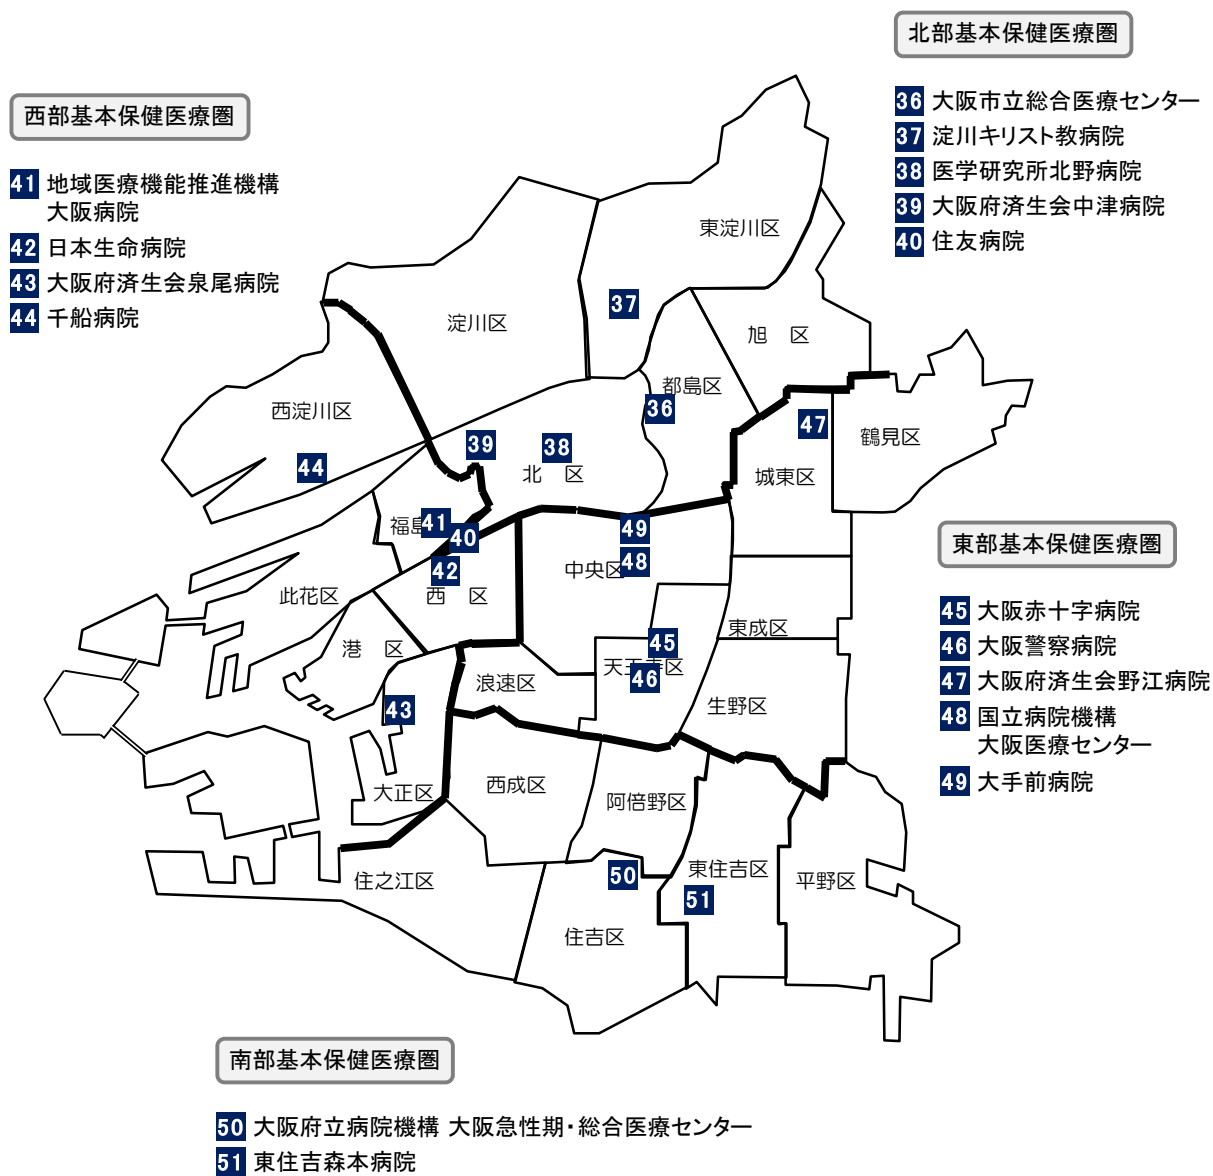 北部基本保健医療圏
36 大阪市立総合医療センター
37 淀川キリスト教病院
38 医学研究所北野病院
39 大阪府済生会中津病院
40 住友病院
西部基本保健医療圏
41 地域医療機能推進機構
大阪病院
42 日本生命病院
43 大阪府済生会泉尾病院
44 千船病院
東淀川区
37
淀川区
旭 区
都島区
36
西淀川区
47
鶴見区
39
38
北 区
44
城東区
福島
41
40
49
中央区
48
42
西 区
此花区
東部基本保健医療圏
45 大阪赤十字病院
46 大阪警察病院
47 大阪府済生会野江病院
48 国立病院機構
大阪医療センター
49 大手前病院
東成区
港 区
45
天王寺区
46
浪速区
生野区
43
大正区
西成区
阿倍野区
住之江区
50
東住吉区
平野区
51
住吉区
南部基本保健医療圏
50 大阪府立病院機構 大阪急性期・総合医療センター
51 東住吉森本病院